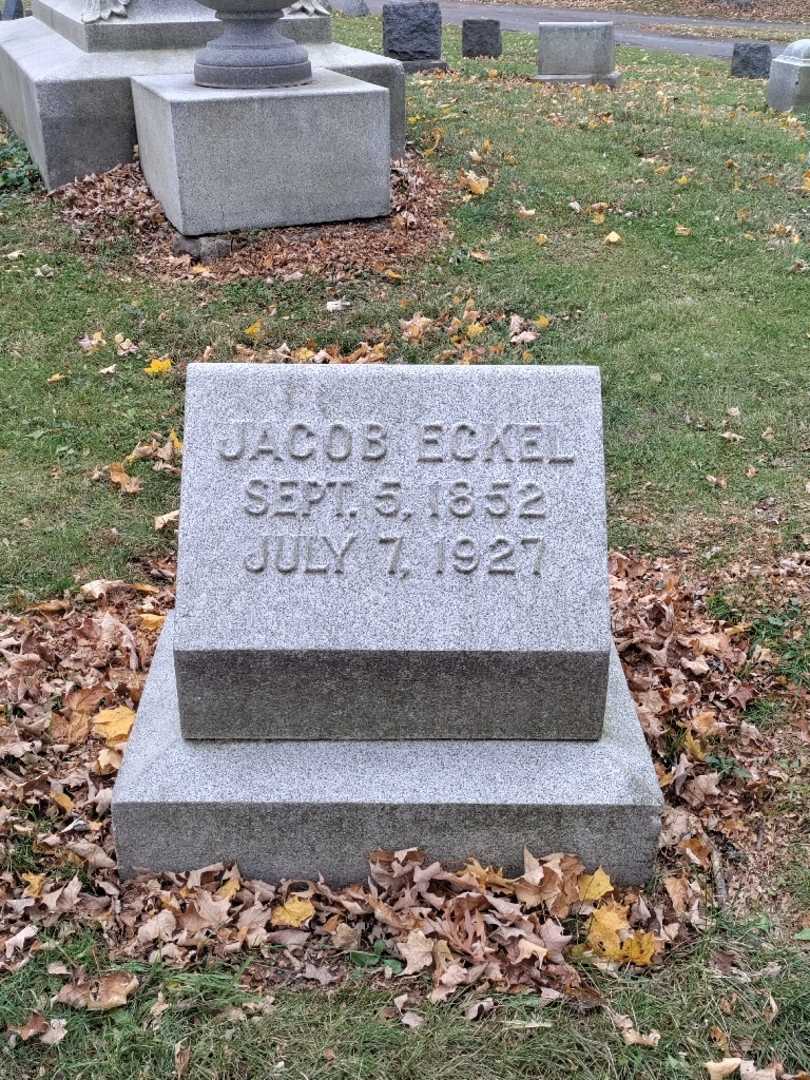 JACOB ECKEL
SEPT. 5, 1852
JULY 7, 1927